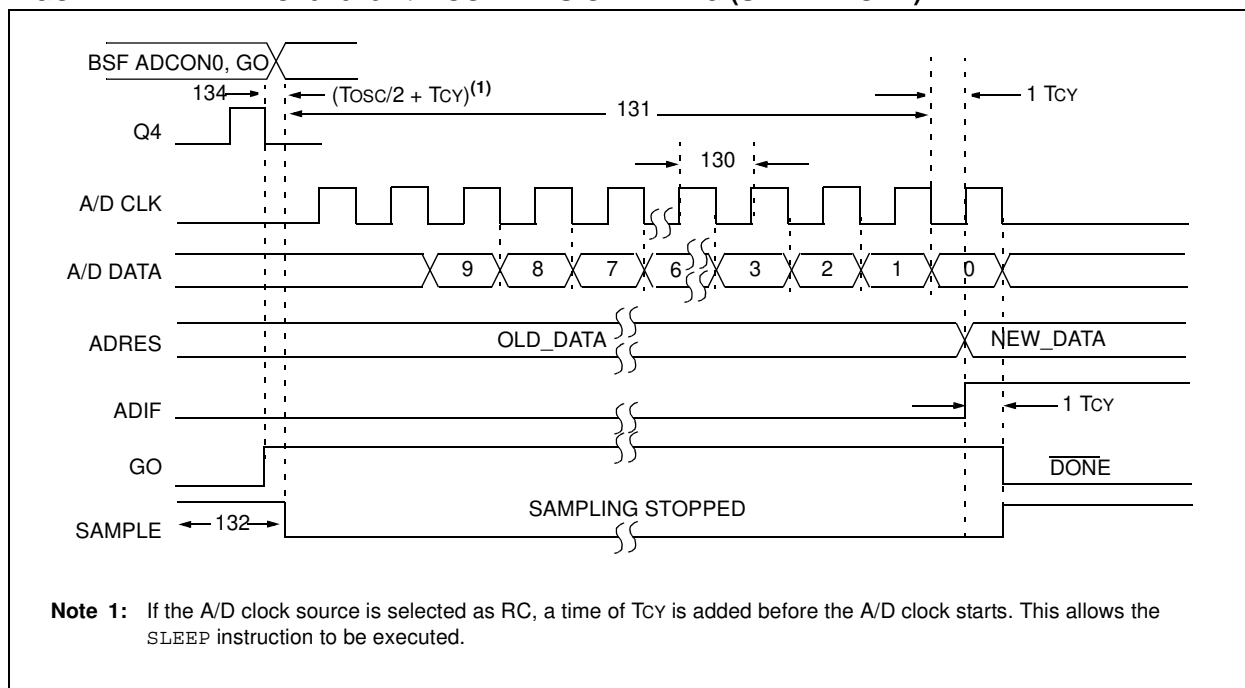 BSF ADCON0, GO
134
(TOSC/2 + TCY)(1)
131
1 TCY
Q4
130
A/D CLK
A/D DATA
9
8
7
6
3
2
1
0
ADRES
OLD_DATA
NEW_DATA
ADIF
1 TCY
GO
DONE
SAMPLE
132
SAMPLING STOPPED
Note 1: If the A/D clock source is selected as RC, a time of TCY is added before the A/D clock starts. This allows the
SLEEP instruction to be executed.